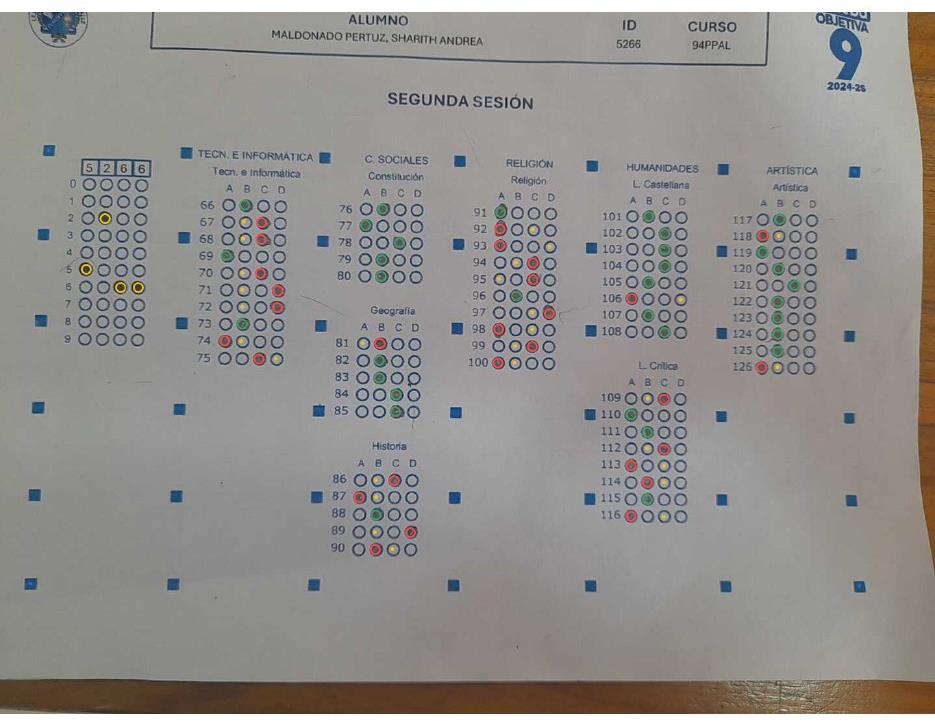 ALUMNO ID CURSO
MALDONADO PERTUZ, SHARITH ANDREA 5266 94PPAL
OBJETIVA
9
2024-2S
SEGUNDA SESIÓN
5 2 6 6
0
1
2
3
4
5
6
7
8
9
TECN. E INFORMÁTICA
Tecn. e Informática
A B C D
66
67
68
69
70
71
72
73
74
75
C. SOCIALES
Constitución
A B C D
76
77
78
79
80
Geografia
A B C D
81
82
83
84
85
Historia
A B C D
86
87
88
89
90
RELIGIÓN
Religión
A B C D
91
92
93
94
95
96
97
98
99
100
HUMANIDADES
L. Castellana
A B C D
101
102
103
104
105
106
107
108
L. Crítica
A B C D
109
110
111
112
113
114
115
116
ARTÍSTICA
Artística
A B C D
117
118
119
120
121
122
123
124
125
126